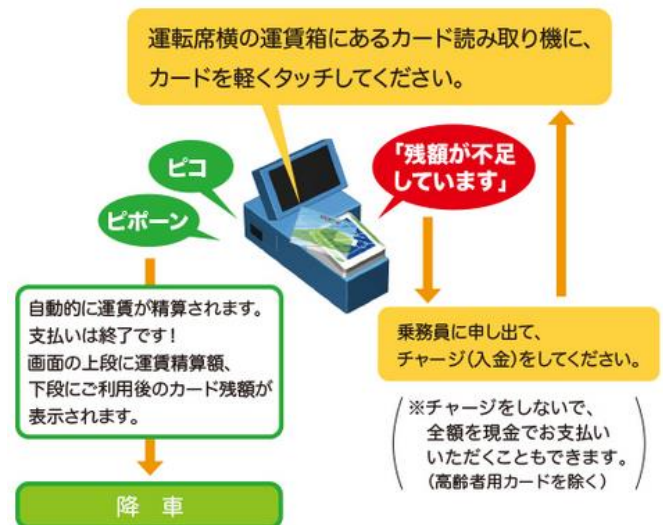 運転席横の運賃箱にあるカード読み取り機に、
カードを軽くタッチしてください。
ピコ
ピポーン
「残額が不足
しています」
自動的に運賃が精算されます。
支払いは終了です！
画面の上段に運賃精算額、
下段にご利用後のカード残額が
表示されます。
降 車
乗務員に申し出て、
チャージ（入金）をしてください。
※チャージをしないで、
全額を現金でお支払い
いただくこともできます。
（高齢者用カードを除く）